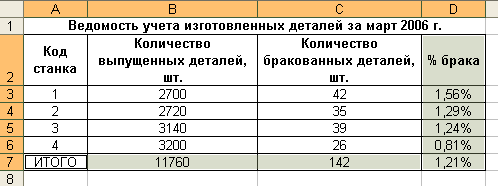 A B C D
1 Ведомость учета изготовленных деталей за март 2006 г.
2 Код станка Количество выпущенных деталей, шт. Количество бракованных деталей, шт. % брака
3 1 2700 42 1,56%
4 2 2720 35 1,29%
5 3 3140 39 1,24%
6 4 3200 26 0,81%
7 ИТОГО 11760 142 1,21%
8